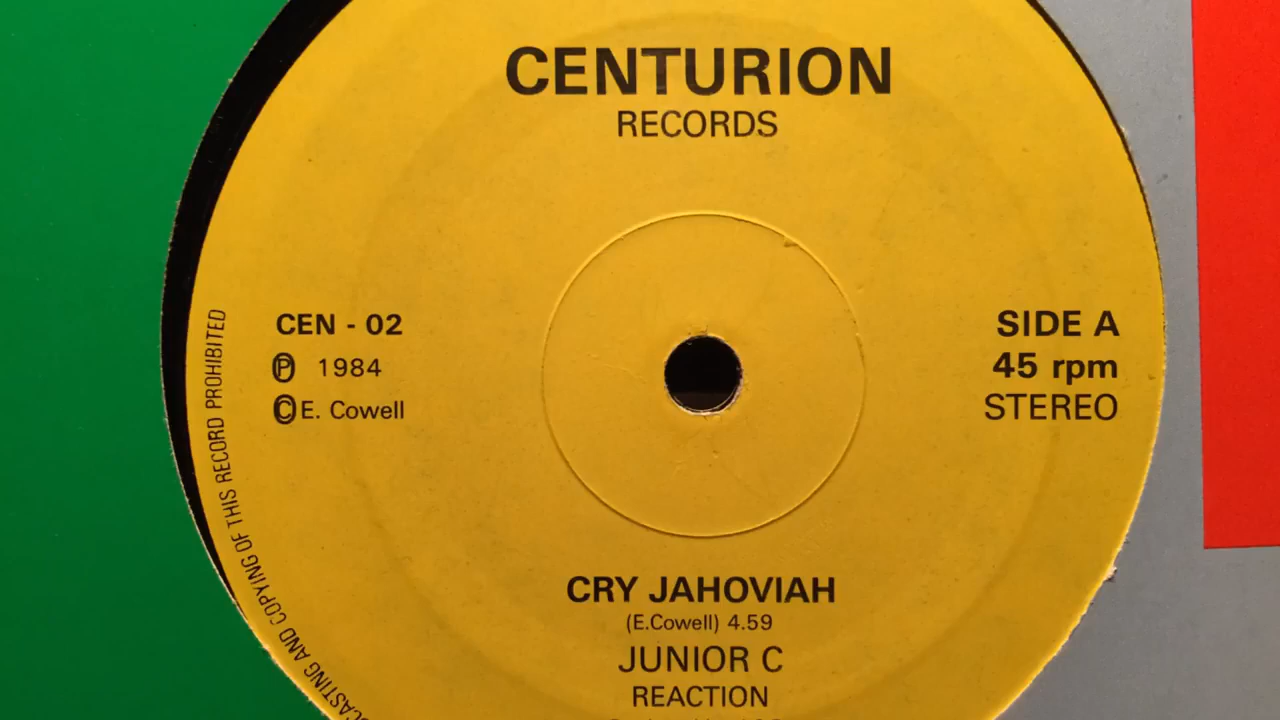 CENTURION
RECORDS
CEN - 02
Ⓟ 1984
© E. Cowell
SIDE A
45 rpm
STEREO
CRY JAHOVIAH
(E.Cowell) 4.59
JUNIOR C
REACTION
AND COPYING OF THIS RECORD PROHIBITED